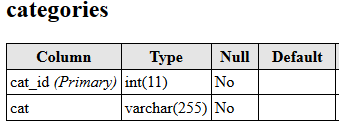 categories
Column Type Null Default
cat_id (Primary) int(11) No
cat varchar(255) No